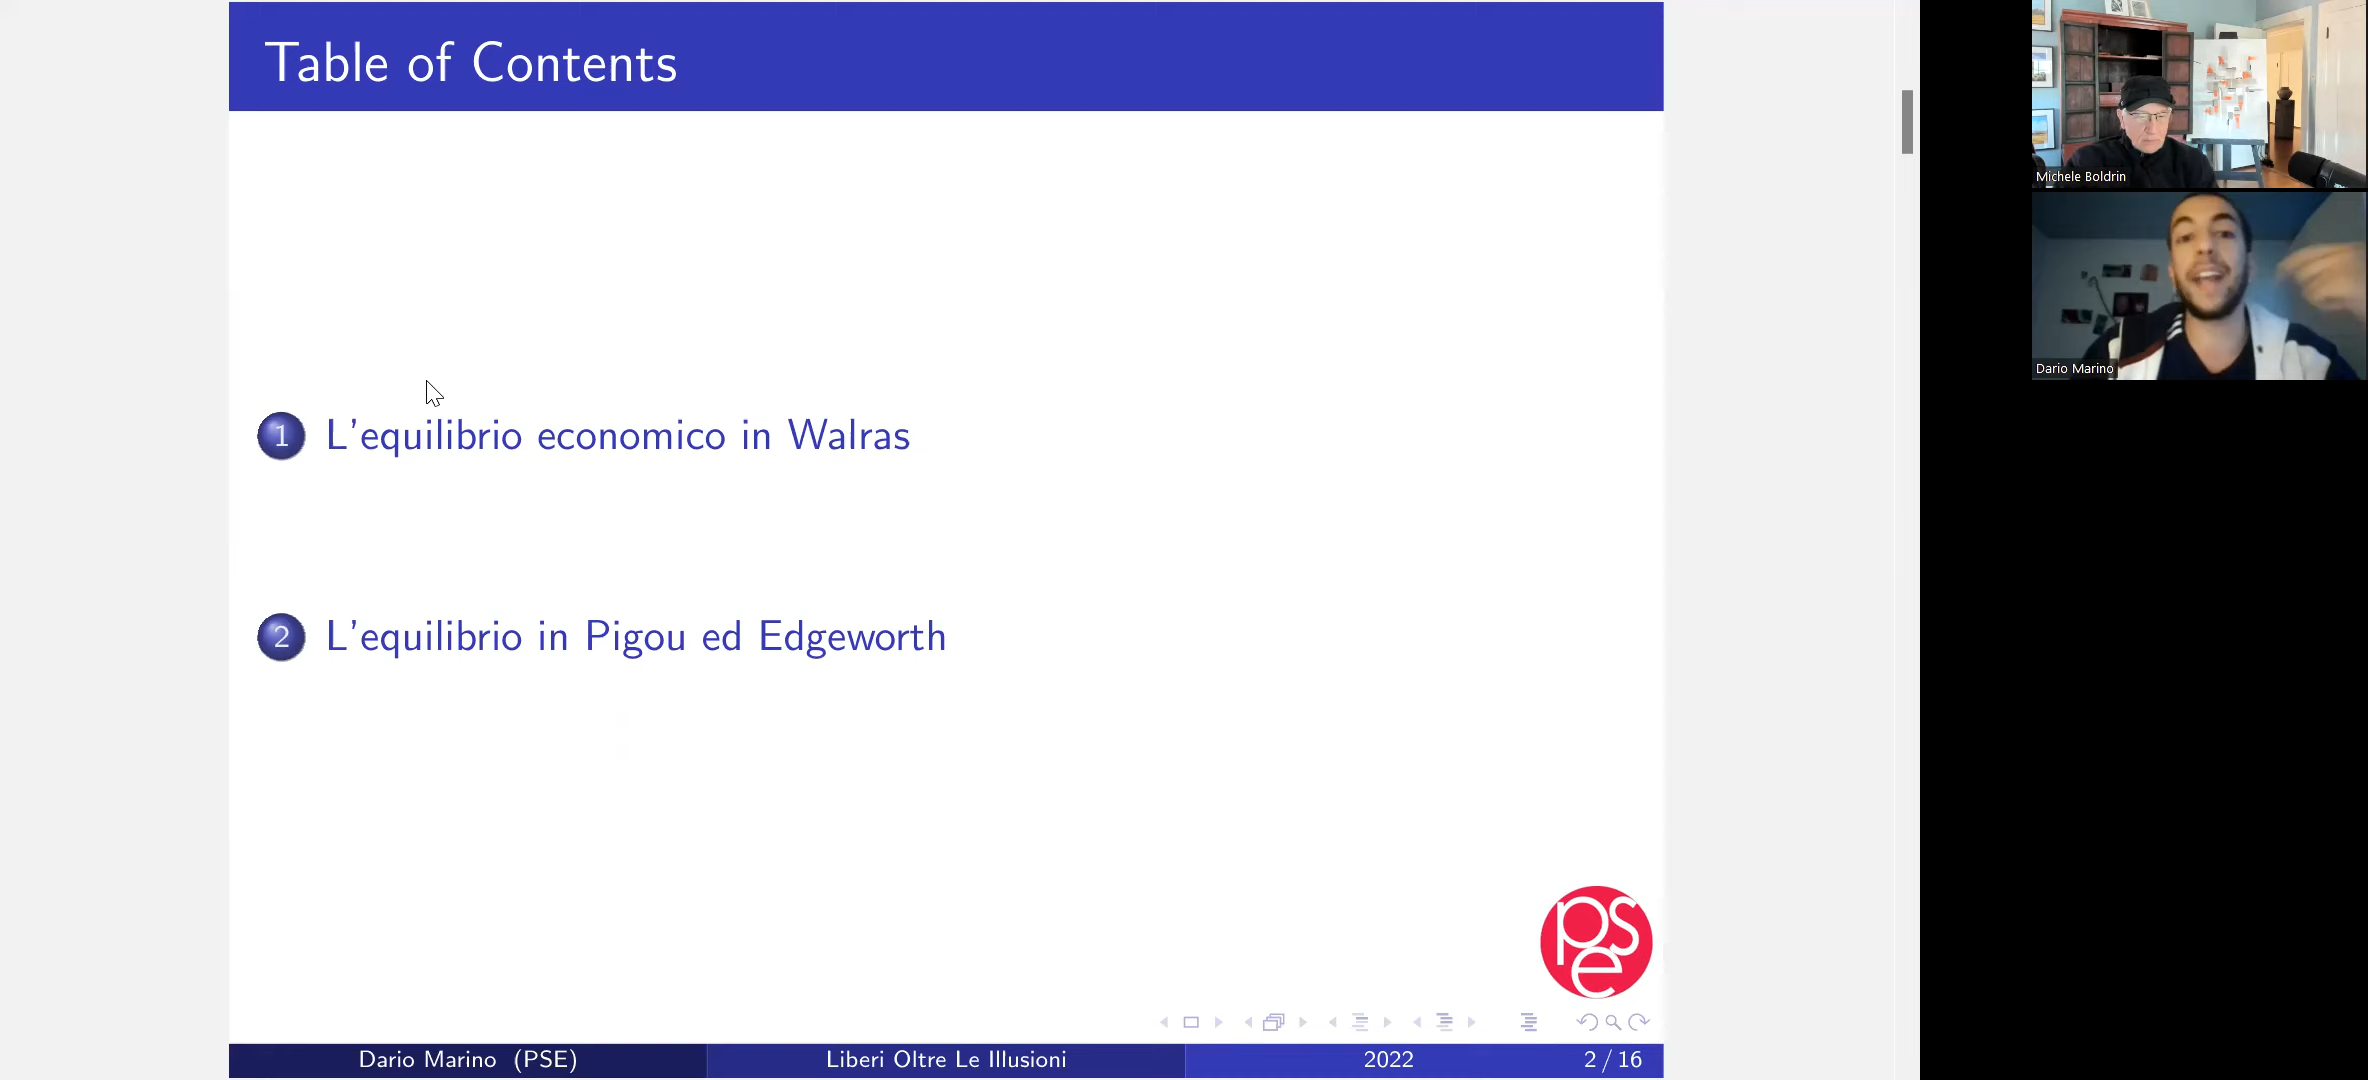 Table of Contents
1 L'equilibrio economico in Walras
2 L'equilibrio in Pigou ed Edgeworth
pse
Dario Marino (PSE) Liberi Oltre Le Illusioni 2022 2 / 16
Michele Boldrin
Dario Marino